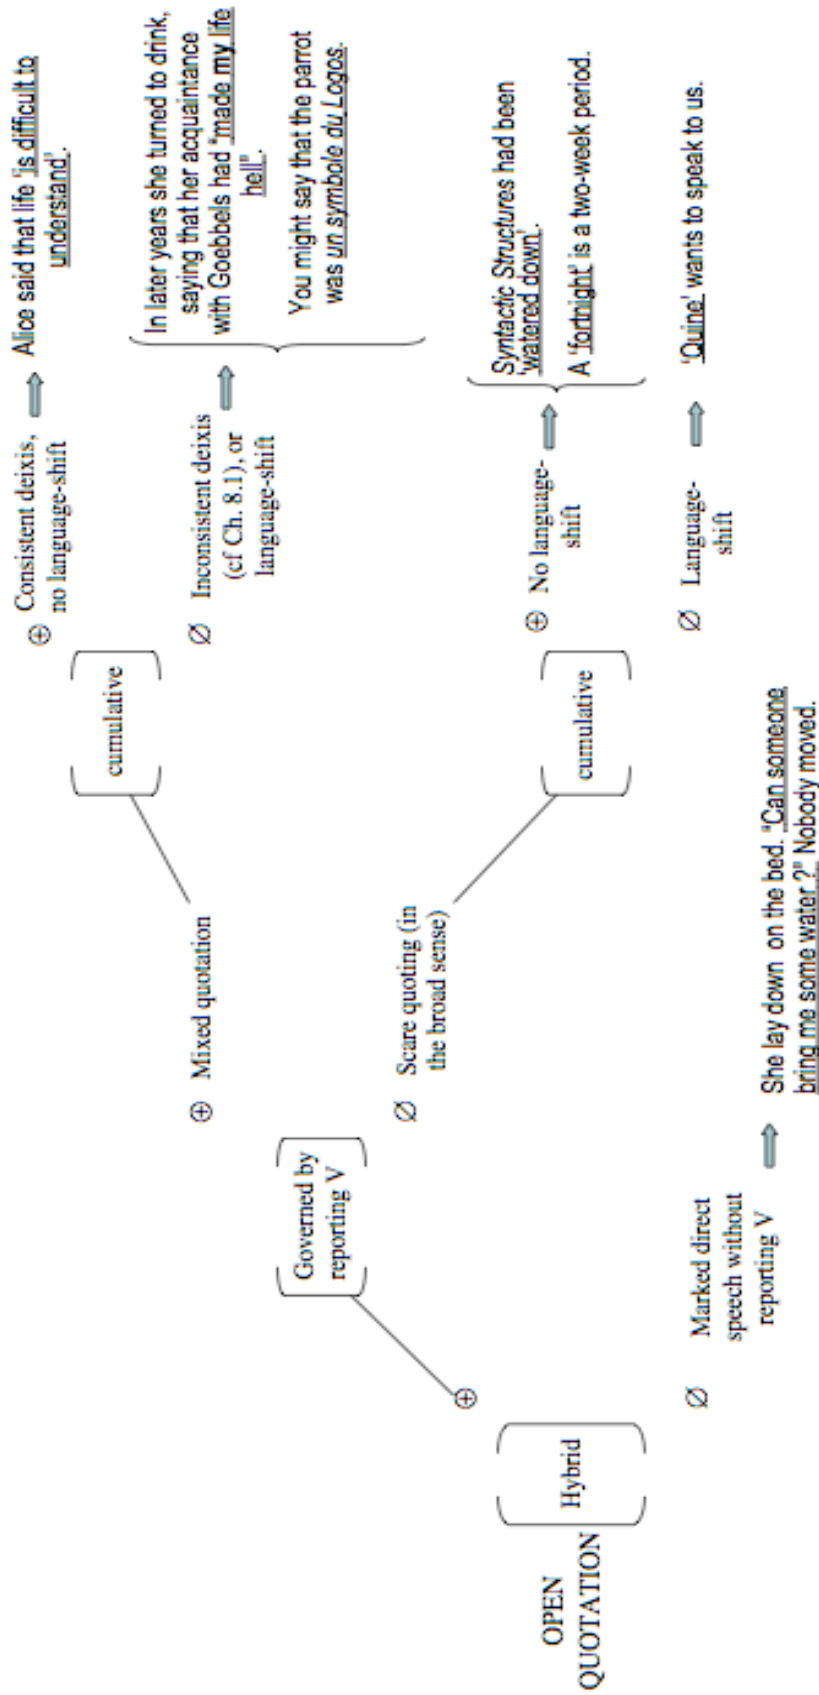 OPEN
QUOTATION
Hybrid
⊕
Governed by
reporting V
⊕ Mixed quotation
cumulative
⊕ Consistent deixis,
no language-shift
Alice said that life 'is difficult to
understand'.
∅ Inconsistent deixis
(cf Ch. 8.1), or
language-shift
In later years she turned to drink,
saying that her acquaintance
with Goebbels had "made my life
hell".
You might say that the parrot
was un symbole du Logos.
∅ Scare quoting (in
the broad sense)
cumulative
⊕ No language-
shift
Syntactic Structures had been
'watered down'.
A 'fortnight' is a two-week period.
∅ Language-
shift
'Quine' wants to speak to us.
∅ Marked direct
speech without
reporting V
She lay down on the bed. "Can someone
bring me some water ?" Nobody moved.